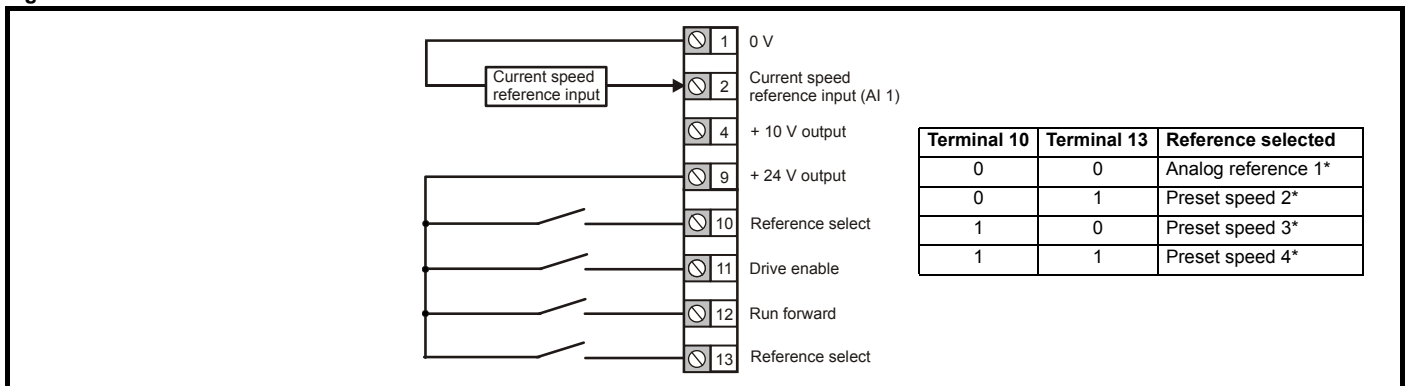 1 0 V
Current speed
reference input
2 Current speed
reference input (AI 1)
4 + 10 V output
9 + 24 V output
10 Reference select
11 Drive enable
12 Run forward
13 Reference select
Terminal 10 Terminal 13 Reference selected
0 0 Analog reference 1*
0 1 Preset speed 2*
1 0 Preset speed 3*
1 1 Preset speed 4*